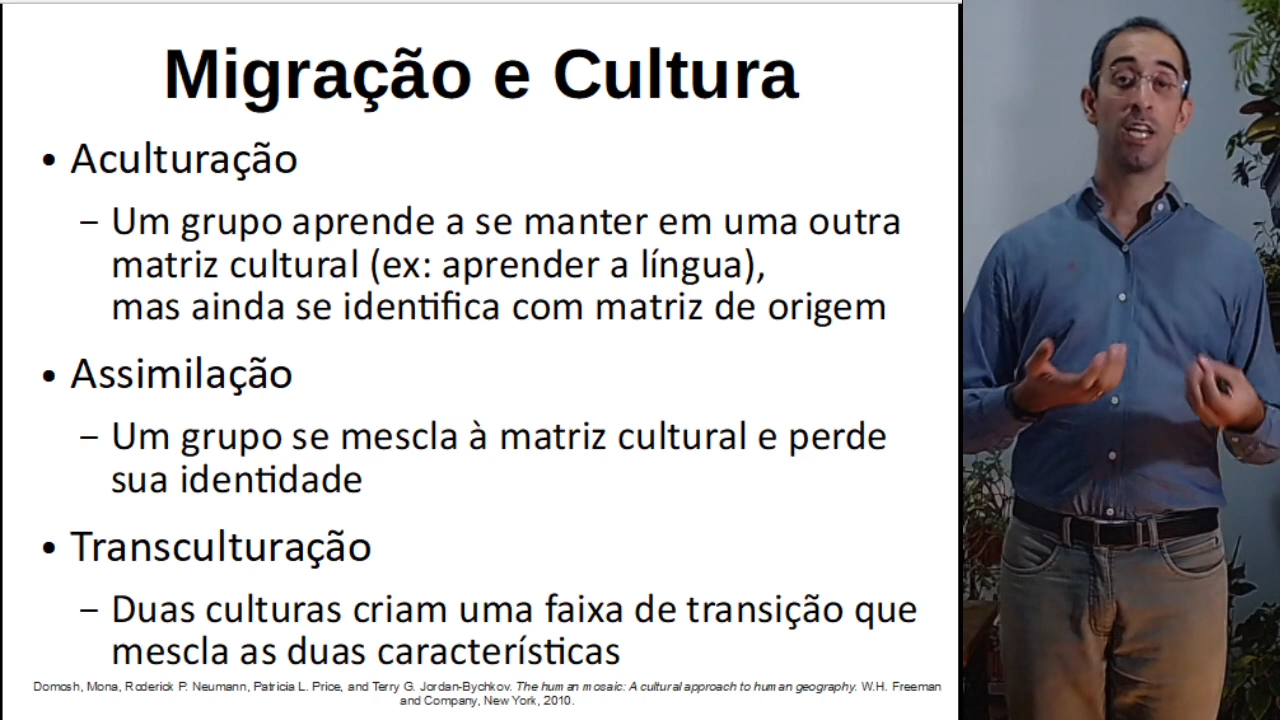 Migração e Cultura
• Aculturação
– Um grupo aprende a se manter em uma outra
matriz cultural (ex: aprender a língua),
mas ainda se identifica com matriz de origem
• Assimilação
– Um grupo se mescla à matriz cultural e perde
sua identidade
• Transculturação
– Duas culturas criam uma faixa de transição que
mescla as duas características
Domosh, Mona, Roderick P. Neumann, Patricia L. Price, and Terry G. Jordan-Bychkov. The human mosaic: A cultural approach to human geography. W.H. Freeman
and Company, New York, 2010.